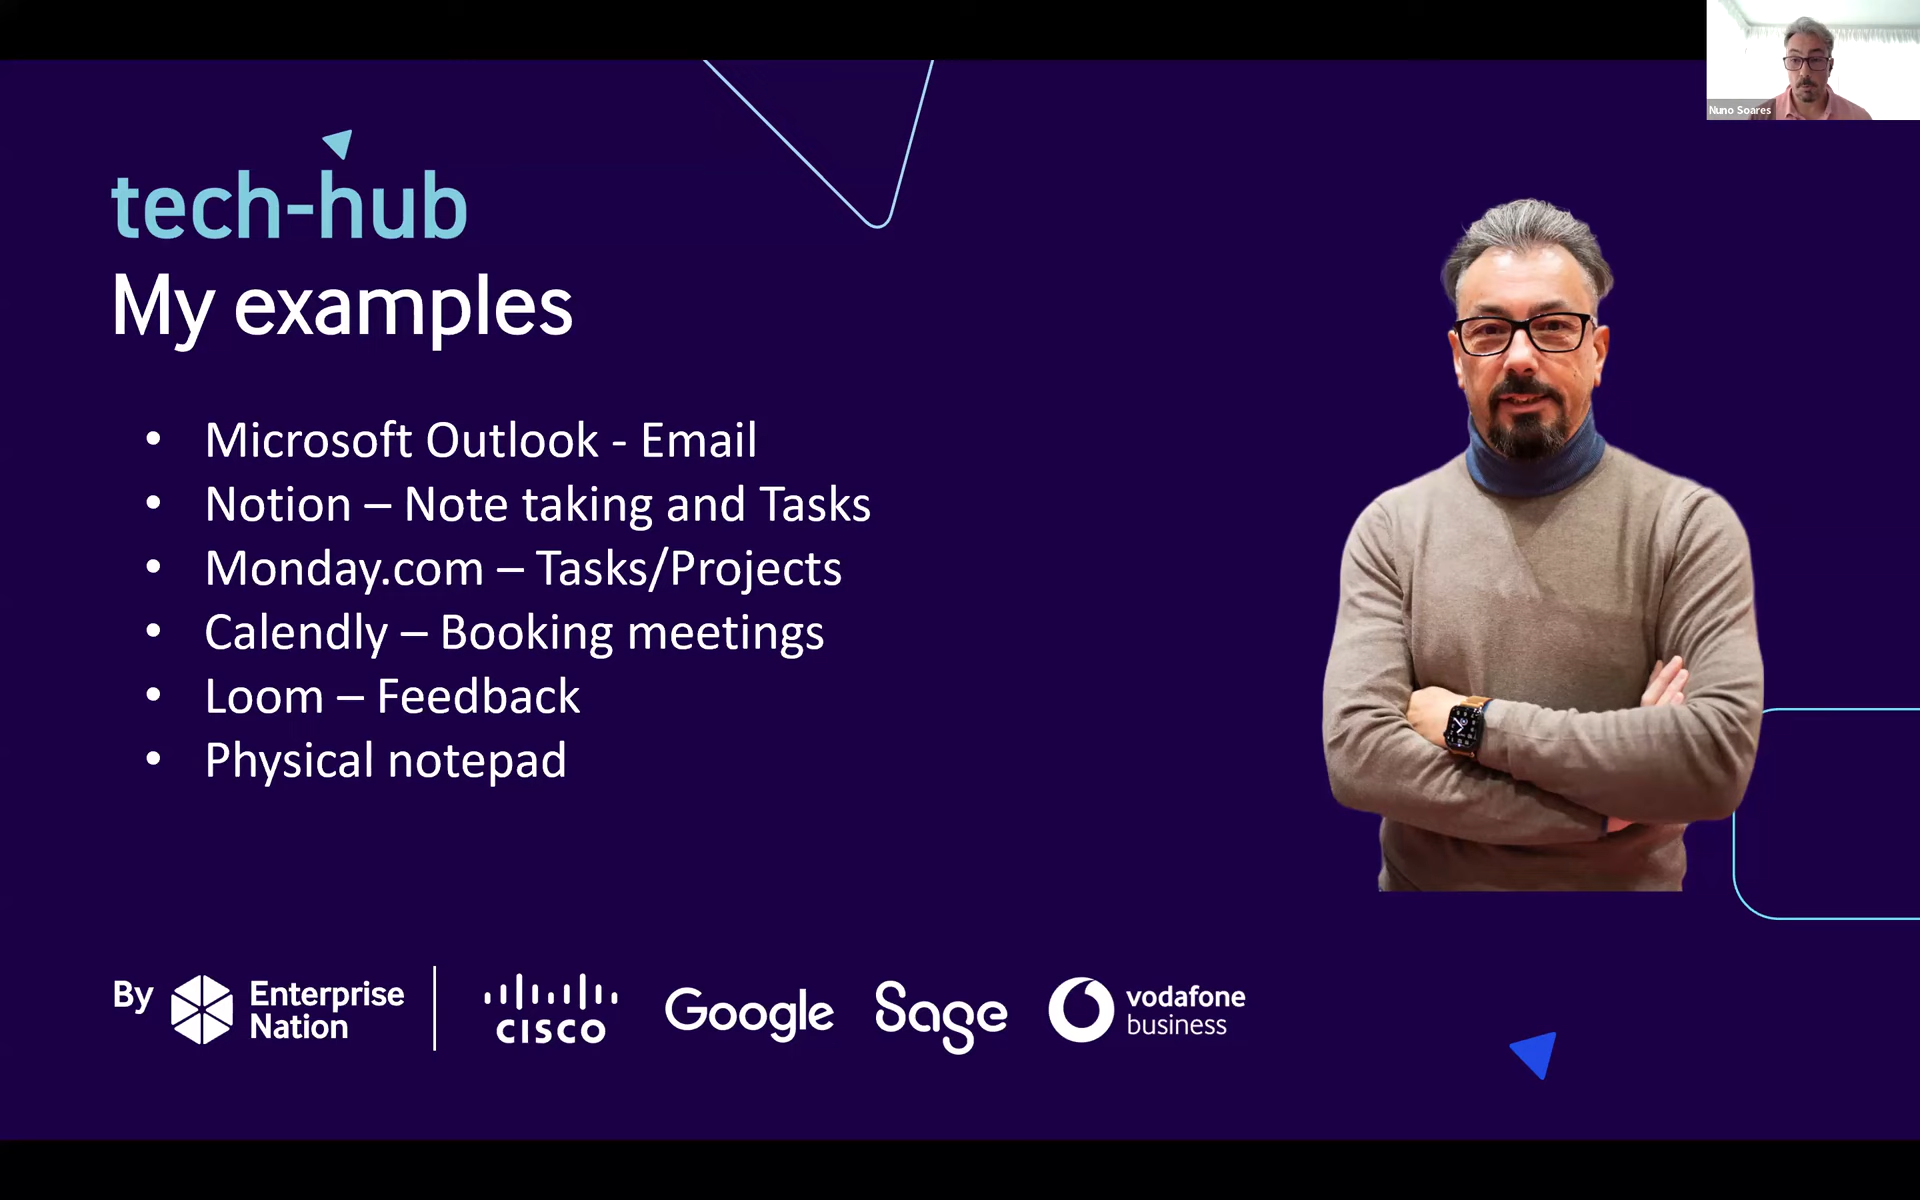 Nuno Soares
tech-hub
My examples
• Microsoft Outlook - Email
• Notion – Note taking and Tasks
• Monday.com – Tasks/Projects
• Calendly – Booking meetings
• Loom – Feedback
• Physical notepad
By Enterprise Nation
CISCO
Google
Sage
vodafone
business